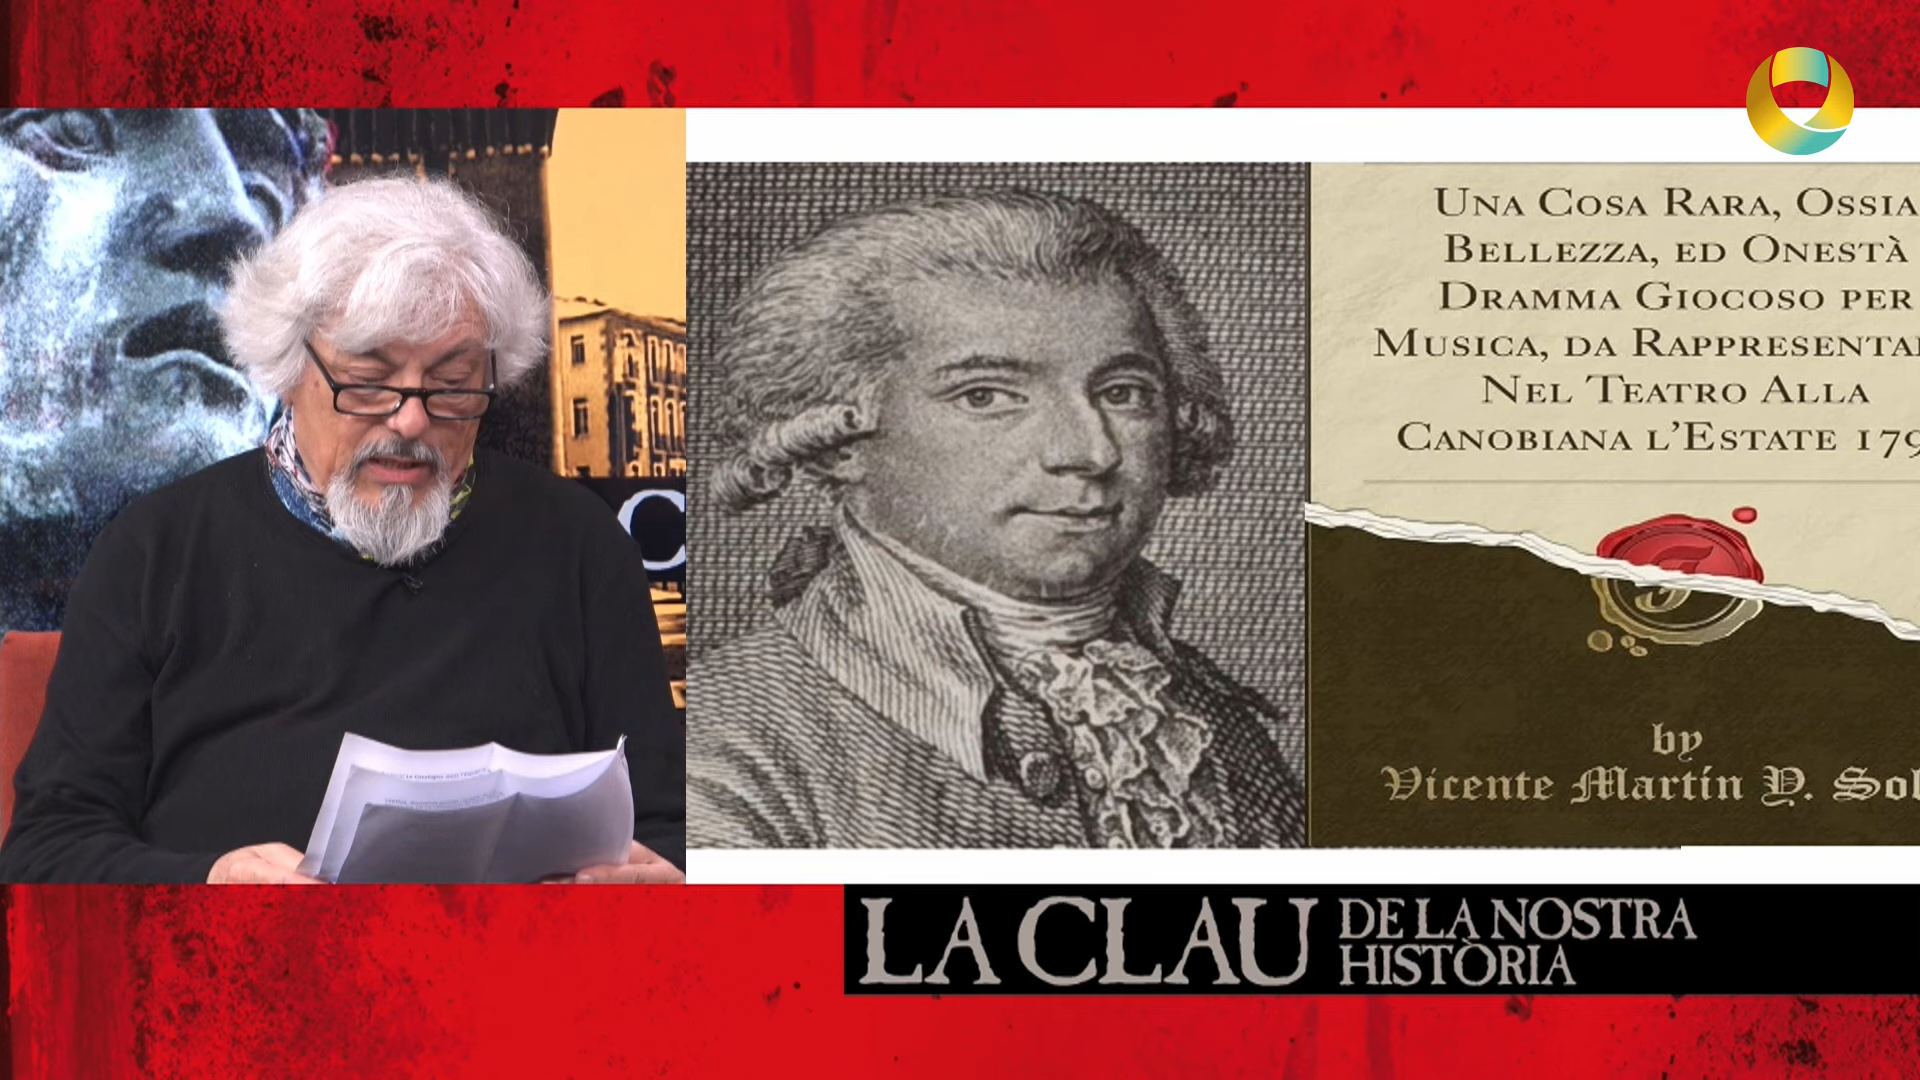 Una Cosa Rara, Ossia
Bellezza, ed Onestà
Dramma Giocoso per
Musica, da Rappresenta
Nel Teatro Alla
Canobiana l'Estate 179
by
Vicente Martín Y. Sol
C
LA CLAU DE LA NOSTRA
HISTÒRIA